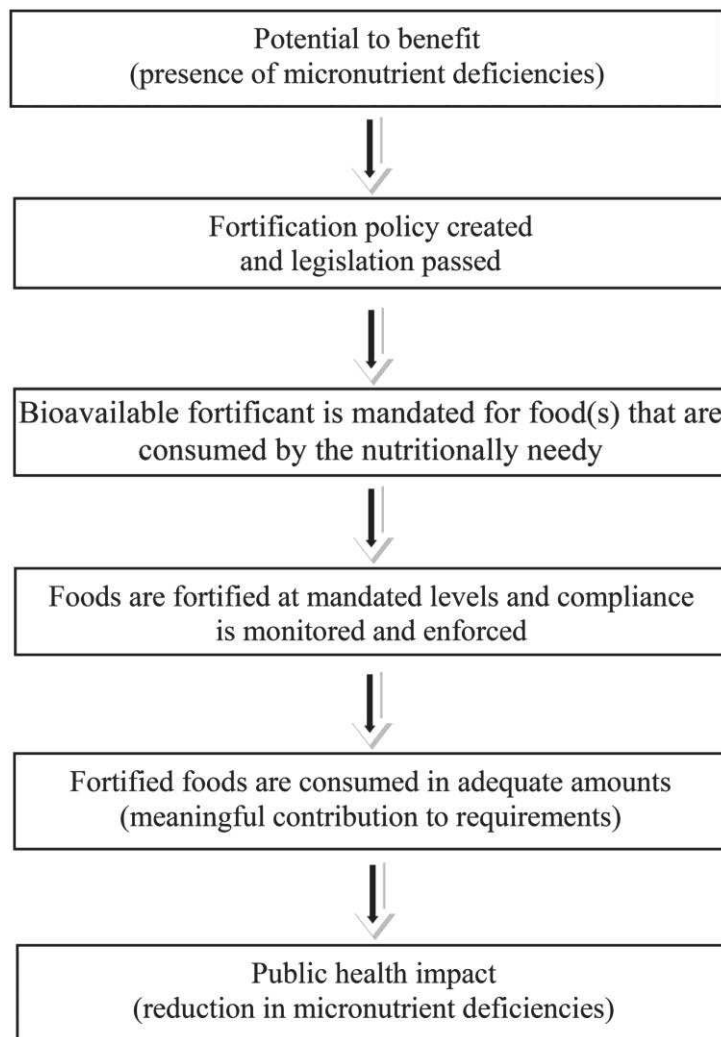 Potential to benefit
(presence of micronutrient deficiencies)
Fortification policy created
and legislation passed
Bioavailable fortificant is mandated for food(s) that are
consumed by the nutritionally needy
Foods are fortified at mandated levels and compliance
is monitored and enforced
Fortified foods are consumed in adequate amounts
(meaningful contribution to requirements)
Public health impact
(reduction in micronutrient deficiencies)